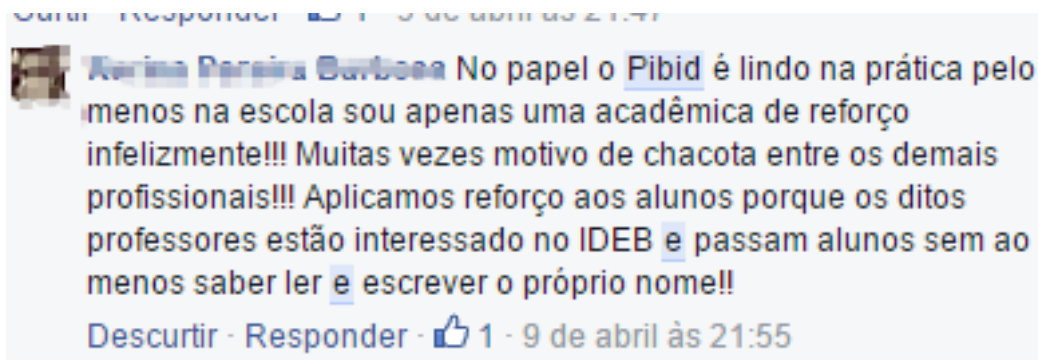 No papel o Pibid é lindo na prática pelo
menos na escola sou apenas uma acadêmica de reforço
infelizmente!!! Muitas vezes motivo de chacota entre os demais
profissionais!!! Aplicamos reforço aos alunos porque os ditos
professores estão interessado no IDEB e passam alunos sem ao
menos saber ler e escrever o próprio nome!!
Descurtir · Responder · 1 · 9 de abril às 21:55